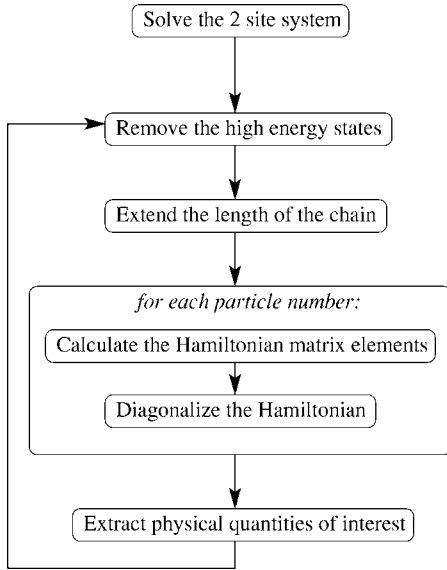 Solve the 2 site system
Remove the high energy states
Extend the length of the chain
for each particle number:
Calculate the Hamiltonian matrix elements
Diagonalize the Hamiltonian
Extract physical quantities of interest